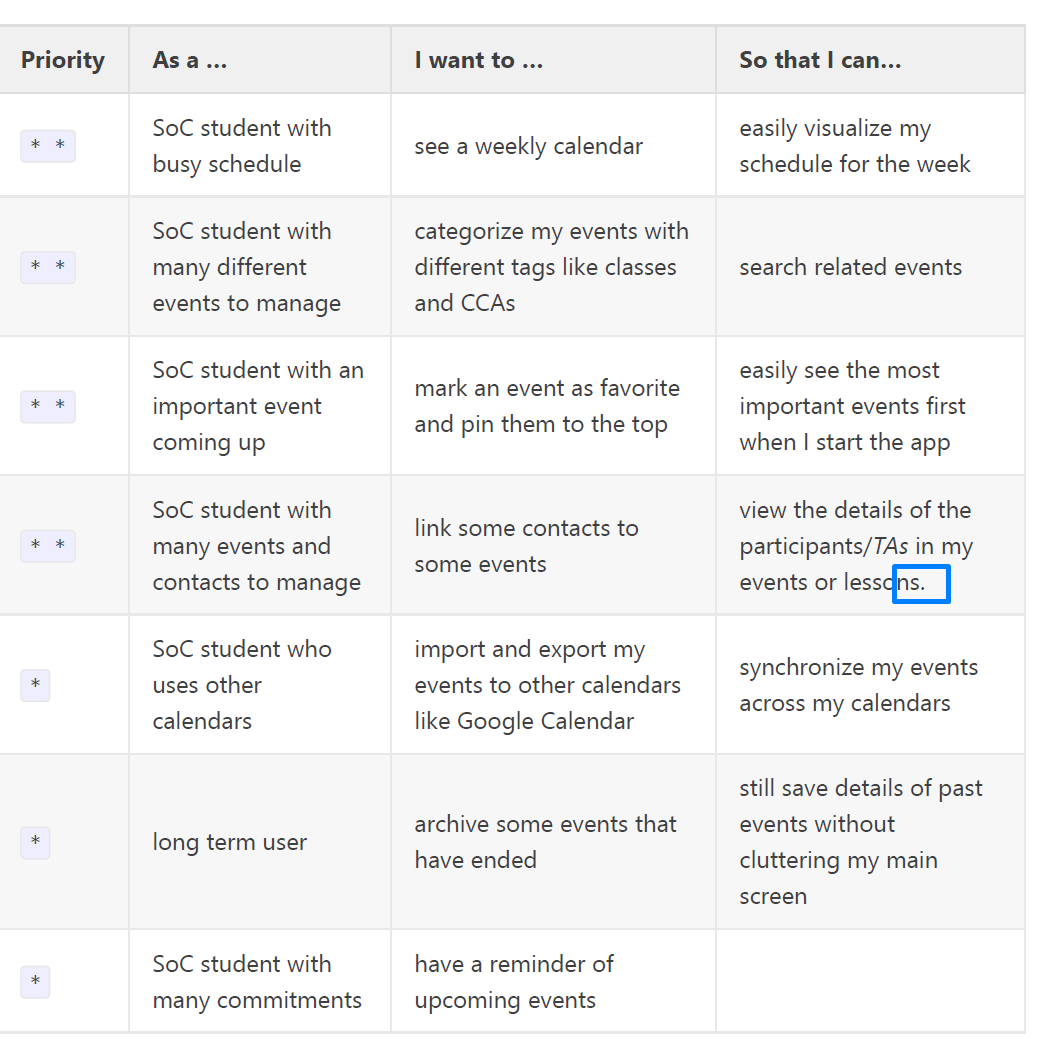 Priority As a … I want to … So that I can…
* * SoC student with busy schedule see a weekly calendar easily visualize my schedule for the week
* * SoC student with many different events to manage categorize my events with different tags like classes and CCAs search related events
* * SoC student with an important event coming up mark an event as favorite and pin them to the top easily see the most important events first when I start the app
* * SoC student with many events and contacts to manage link some contacts to some events view the details of the participants/TAs in my events or lessons.
* SoC student who uses other calendars import and export my events to other calendars like Google Calendar synchronize my events across my calendars
* long term user archive some events that have ended still save details of past events without cluttering my main screen
* SoC student with many commitments have a reminder of upcoming events